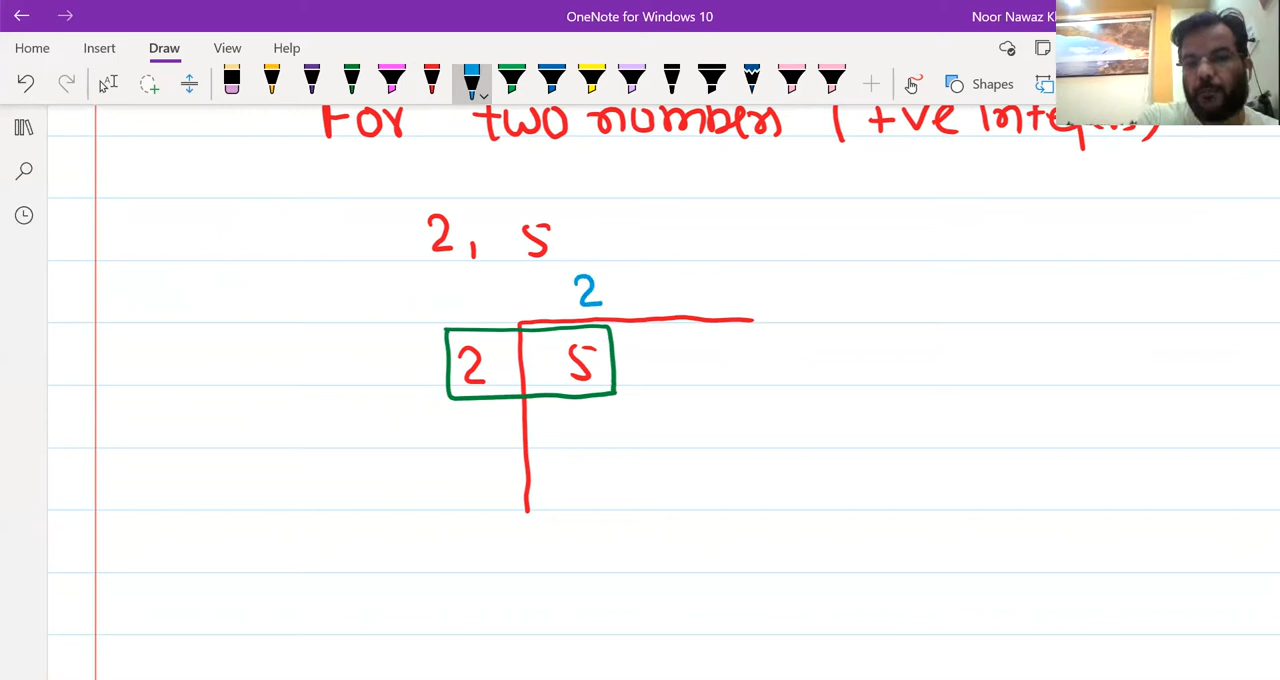 OneNote for Windows 10
Noor Nawaz
Home Insert Draw View Help
Shapes
For two numbers (+ve
2, 5
2
2 5